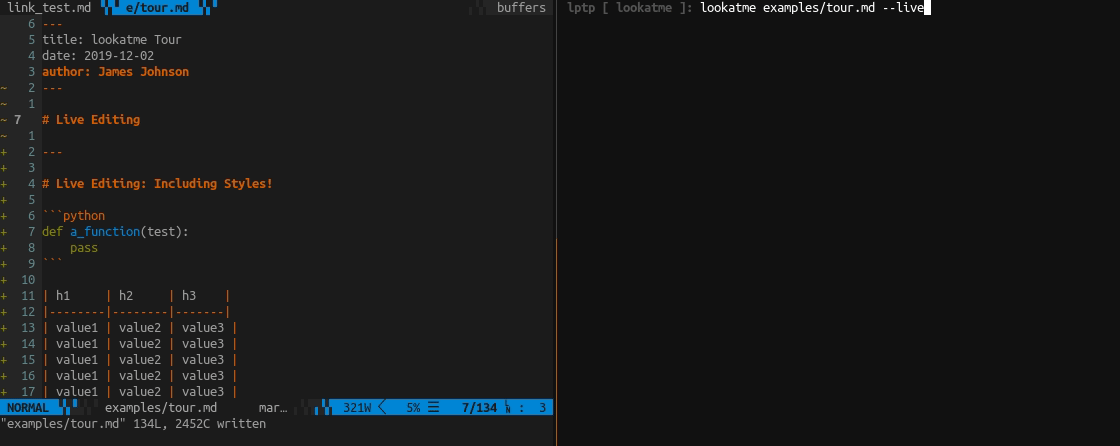 link_test.md e/tour.md buffers
6 ---
5 title: lookatme Tour
4 date: 2019-12-02
3 author: James Johnson
~ 2 ---
~ 1
~ 7 # Live Editing
~ 1
+ 2 ---
+ 3
+ 4 # Live Editing: Including Styles!
+ 5
+ 6 ```python
+ 7 def a_function(test):
+ 8 pass
+ 9 ```
+ 10
+ 11 | h1 | h2 | h3 |
+ 12 |--------|--------|-------|
+ 13 | value1 | value2 | value3 |
+ 14 | value1 | value2 | value3 |
+ 15 | value1 | value2 | value3 |
+ 16 | value1 | value2 | value3 |
+ 17 | value1 | value2 | value3 |
NORMAL examples/tour.md mar… 321W 5% ☰ 7/134 ㏑ : 3
"examples/tour.md" 134L, 2452C written
lptp [ lookatme ]: lookatme examples/tour.md --live